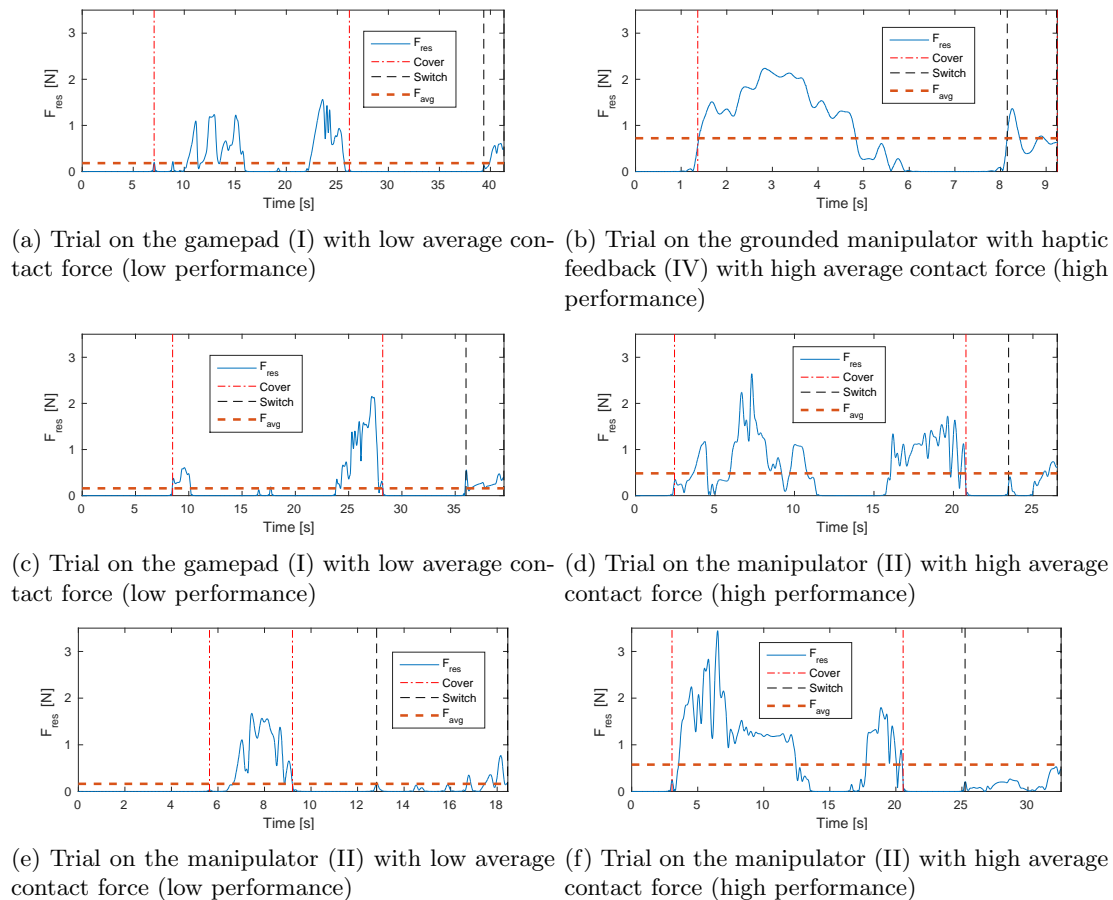 3
2
1
0
F_res [N]
F_res
Cover
Switch
F_avg
0 5 10 15 20 25 30 35 40
Time [s]
(a) Trial on the gamepad (I) with low average con-
tact force (low performance)
3
2
1
0
F_res [N]
F_res
Cover
Switch
F_avg
0 1 2 3 4 5 6 7 8 9
Time [s]
(b) Trial on the grounded manipulator with haptic
feedback (IV) with high average contact force (high
performance)
3
2
1
0
F_res [N]
F_res
Cover
Switch
F_avg
0 5 10 15 20 25 30 35
Time [s]
(c) Trial on the gamepad (I) with low average con-
tact force (low performance)
3
2
1
0
F_res [N]
F_res
Cover
Switch
F_avg
0 5 10 15 20 25
Time [s]
(d) Trial on the manipulator (II) with high average
contact force (high performance)
3
2
1
0
F_res [N]
F_res
Cover
Switch
F_avg
0 2 4 6 8 10 12 14 16 18
Time [s]
(e) Trial on the manipulator (II) with low average
contact force (low performance)
3
2
1
0
F_res [N]
F_res
Cover
Switch
F_avg
0 5 10 15 20 25 30
Time [s]
(f) Trial on the manipulator (II) with high average
contact force (high performance)